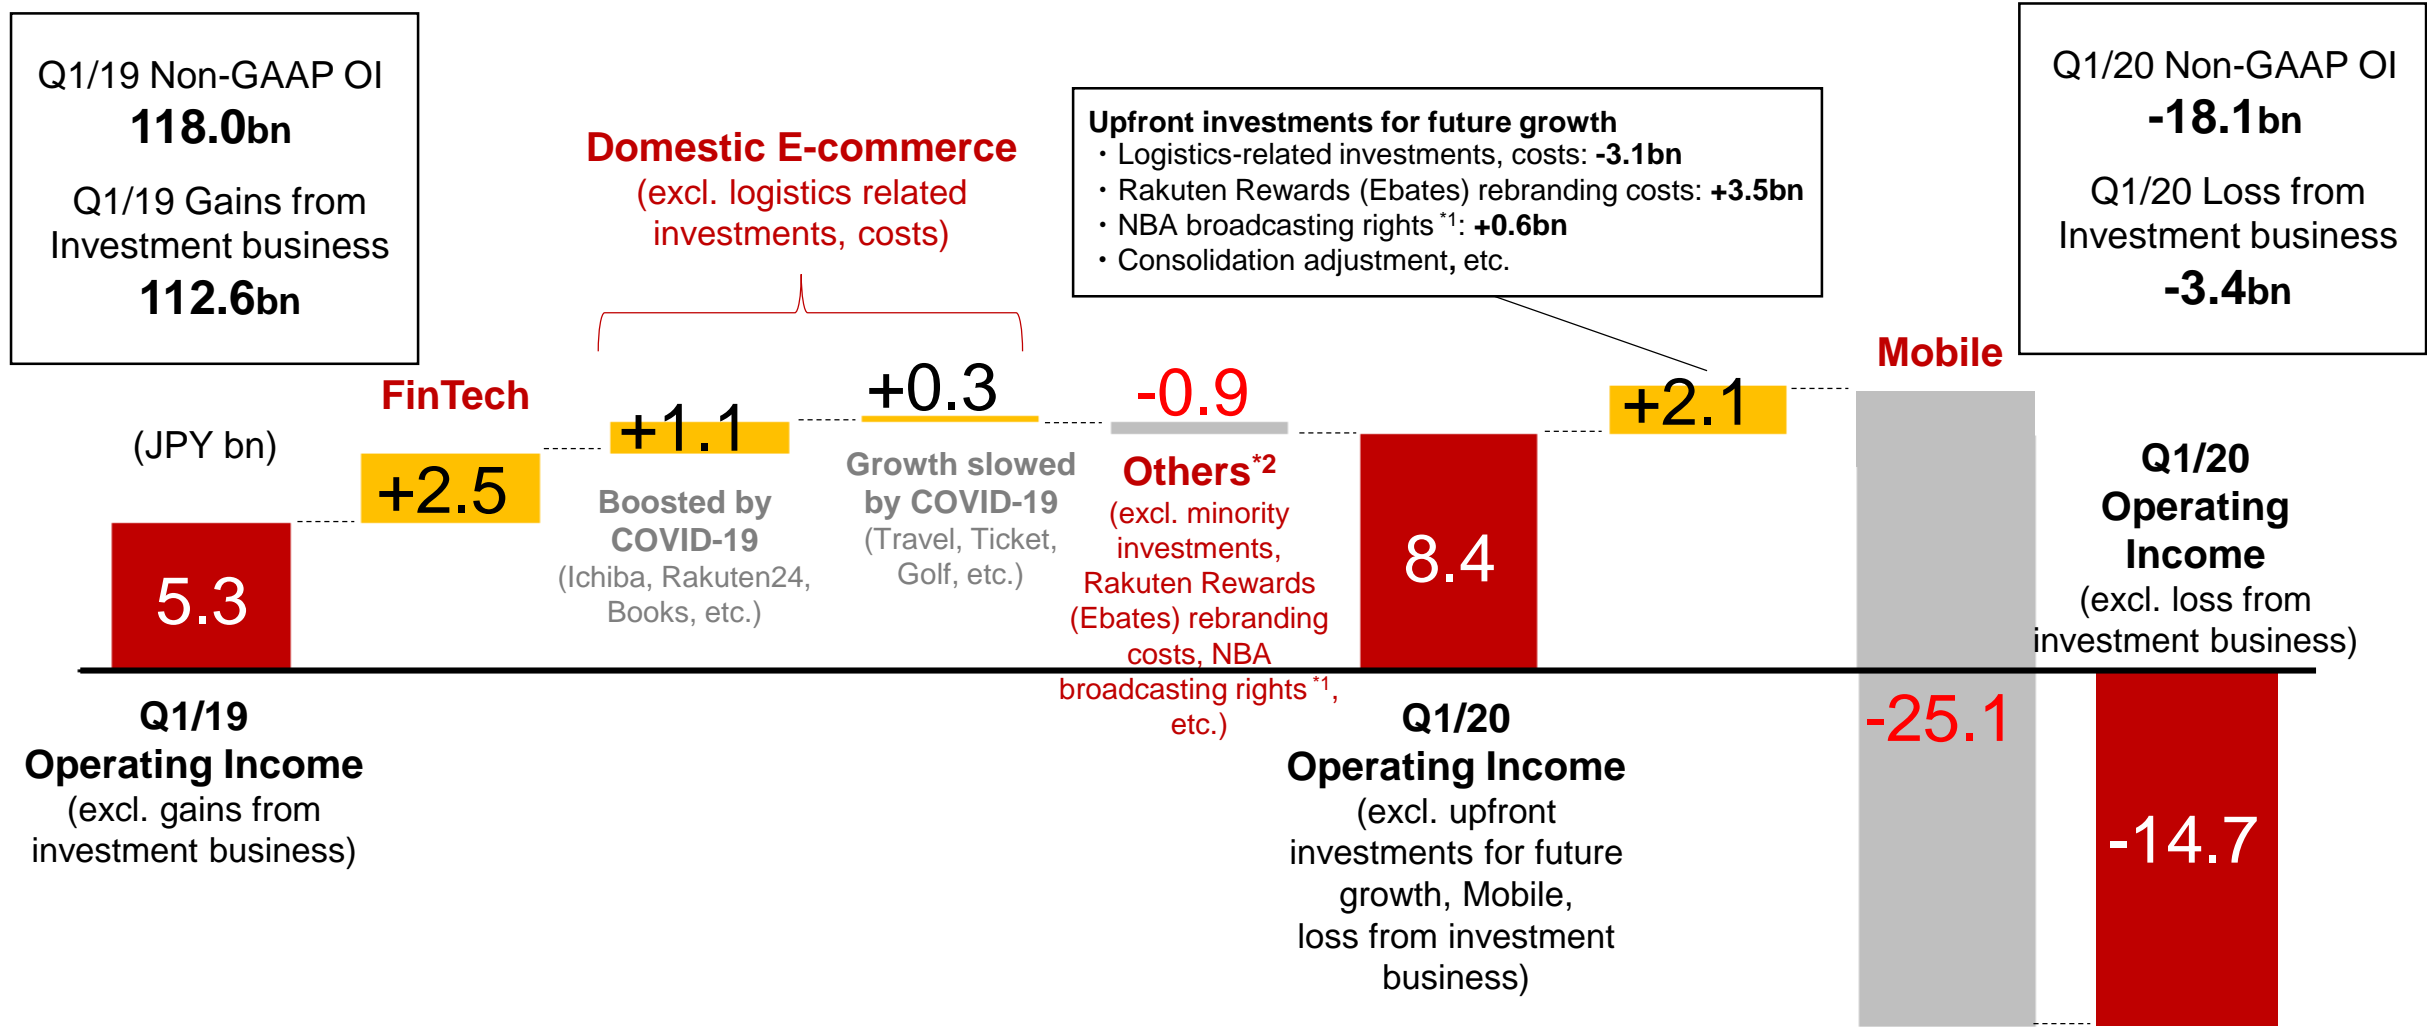 Q1/19 Non-GAAP OI
118.0bn
Q1/19 Gains from
Investment business
112.6bn
Domestic E-commerce
(excl. logistics related
investments, costs)
Upfront investments for future growth
・Logistics-related investments, costs: -3.1bn
・Rakuten Rewards (Ebates) rebranding costs: +3.5bn
・NBA broadcasting rights *1: +0.6bn
・Consolidation adjustment, etc.
Q1/20 Non-GAAP OI
-18.1bn
Q1/20 Loss from
Investment business
-3.4bn
(JPY bn)
5.3
Q1/19
Operating Income
(excl. gains from
investment business)
FinTech
+2.5
+1.1
Boosted by
COVID-19
(Ichiba, Rakuten24,
Books, etc.)
+0.3
Growth slowed
by COVID-19
(Travel, Ticket,
Golf, etc.)
-0.9
Others*2
(excl. minority
investments,
Rakuten Rewards
(Ebates) rebranding
costs, NBA
broadcasting rights *1,
etc.)
8.4
Q1/20
Operating Income
(excl. upfront
investments for future
growth, Mobile,
loss from investment
business)
+2.1
Mobile
-25.1
Q1/20
Operating
Income
(excl. loss from
investment business)
-14.7